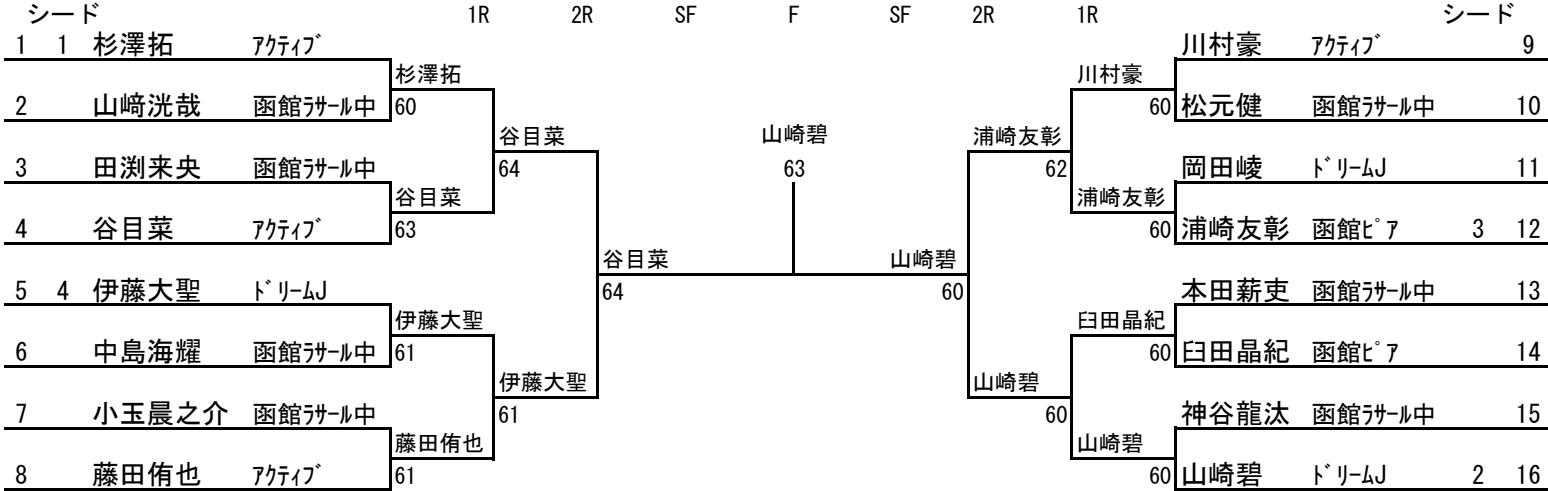 シード 1R 2R SF F SF 2R 1R シード
1 1 杉澤拓 ｱｸﾃｨﾌﾞ 川村豪 ｱｸﾃｨﾌﾞ 9
杉澤拓 川村豪
2 山﨑洸哉 函館ﾗｻｰﾙ中 60 60 松元健 函館ﾗｻｰﾙ中 10
谷目菜 山崎碧 浦崎友彰
3 田渕来央 函館ﾗｻｰﾙ中 64 63 62 岡田崚 ﾄﾞﾘｰﾑJ 11
谷目菜 浦崎友彰
4 谷目菜 ｱｸﾃｨﾌﾞ 63 60 浦崎友彰 函館ﾋﾟｱ 3 12
谷目菜 山崎碧
5 4 伊藤大聖 ﾄﾞﾘｰﾑJ 64 60 本田薪吏 函館ﾗｻｰﾙ中 13
伊藤大聖 臼田晶紀
6 中島海耀 函館ﾗｻｰﾙ中 61 60 臼田晶紀 函館ﾋﾟｱ 14
伊藤大聖 山崎碧
7 小玉晨之介 函館ﾗｻｰﾙ中 61 60 神谷龍汰 函館ﾗｻｰﾙ中 15
藤田侑也 山崎碧
8 藤田侑也 ｱｸﾃｨﾌﾞ 61 60 山崎碧 ﾄﾞﾘｰﾑJ 2 16